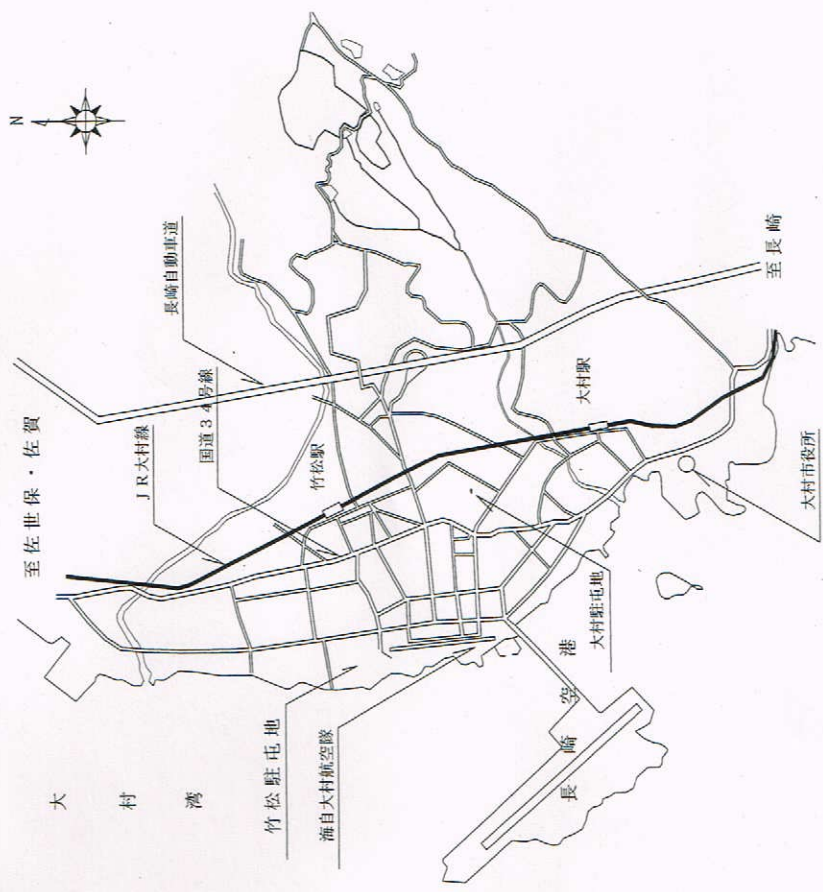 N
至佐世保・佐賀
長崎自動車道
国道34号線
JR大村線
竹松駅
大村湾
竹松駐屯地
海自大村航空隊
長崎空港
大村駐屯地
大村駅
大村市役所
至長崎